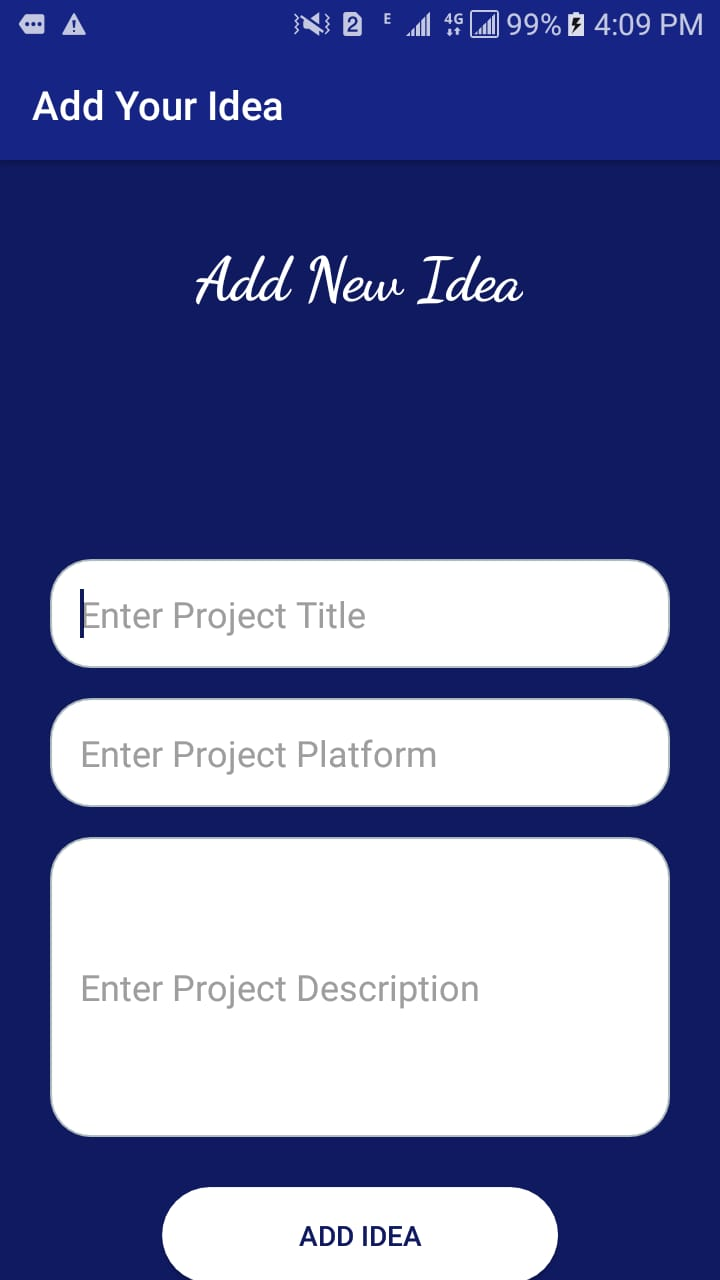 2 E 4G 99% 4:09 PM
Add Your Idea
Add New Idea
Enter Project Title
Enter Project Platform
Enter Project Description
ADD IDEA